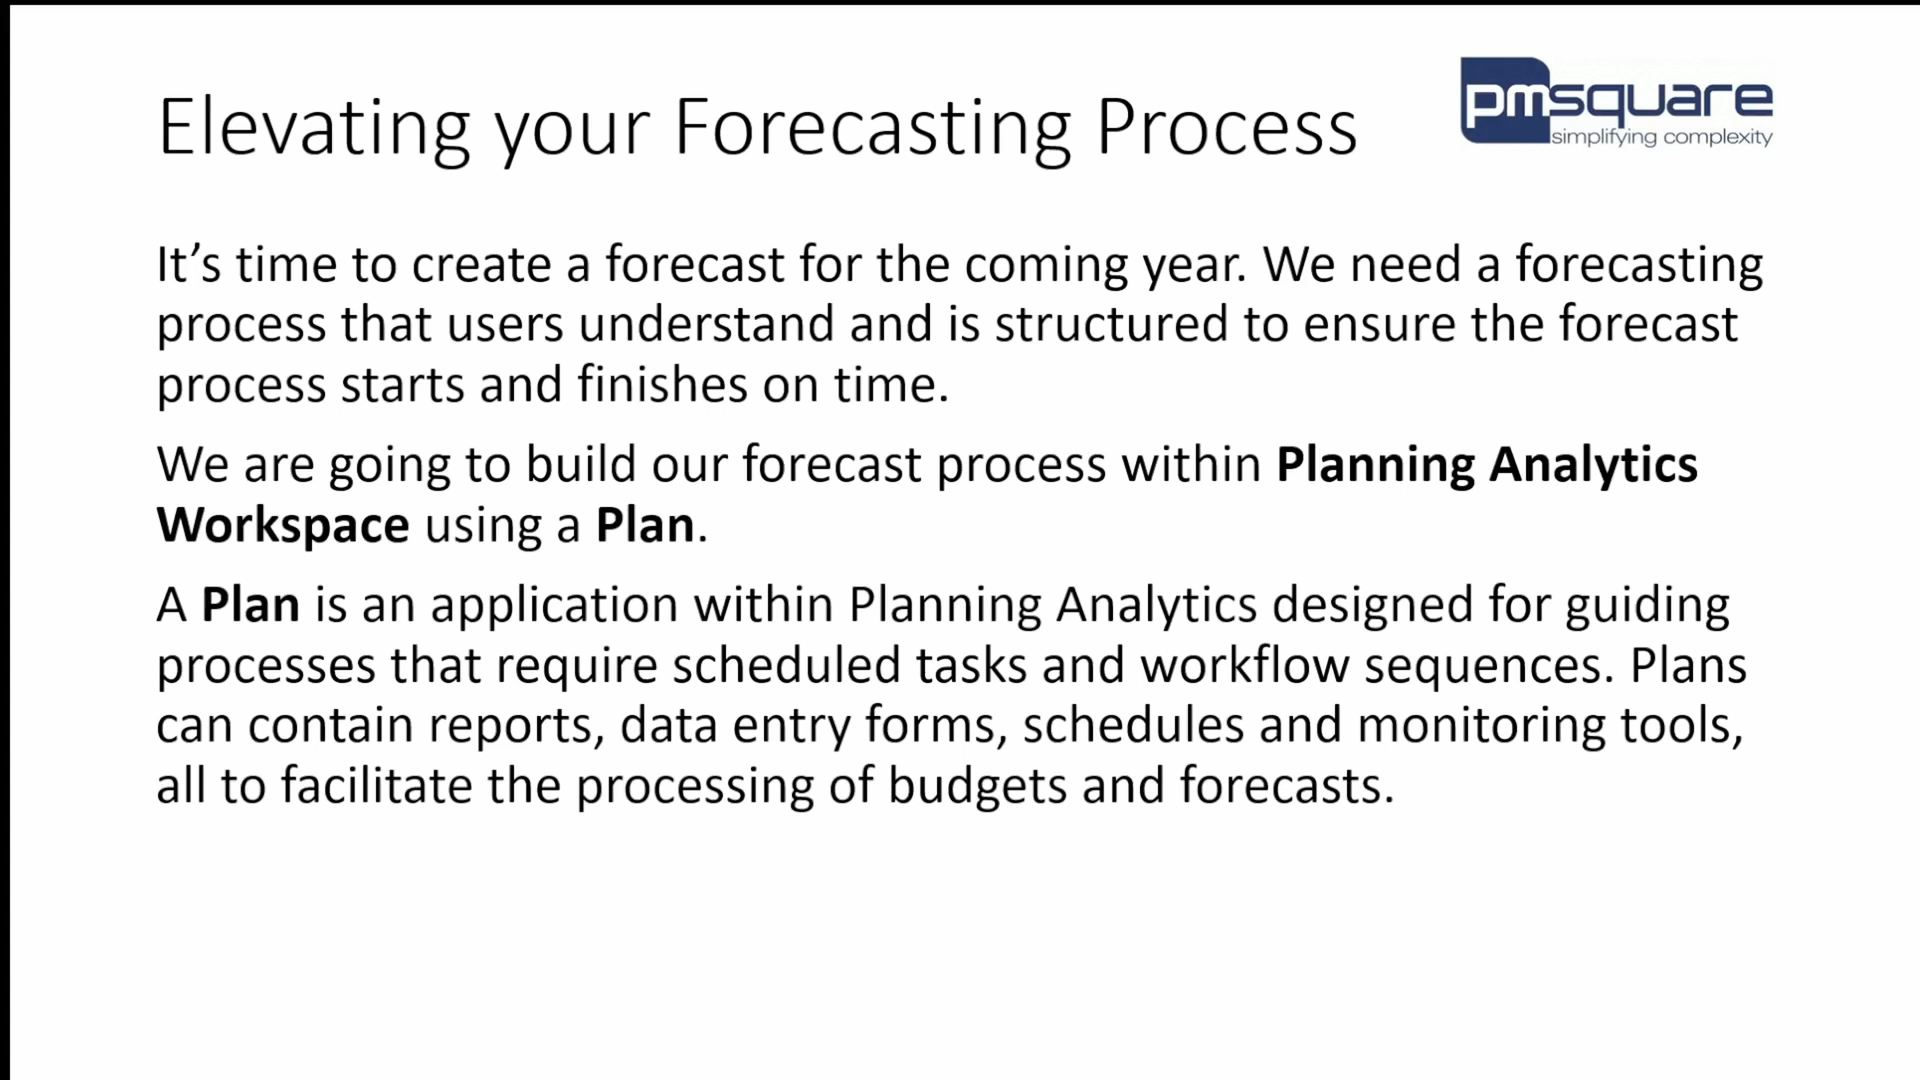 Elevating your Forecasting Process
pmsquare
simplifying complexity
It’s time to create a forecast for the coming year. We need a forecasting
process that users understand and is structured to ensure the forecast
process starts and finishes on time.
We are going to build our forecast process within Planning Analytics
Workspace using a Plan.
A Plan is an application within Planning Analytics designed for guiding
processes that require scheduled tasks and workflow sequences. Plans
can contain reports, data entry forms, schedules and monitoring tools,
all to facilitate the processing of budgets and forecasts.